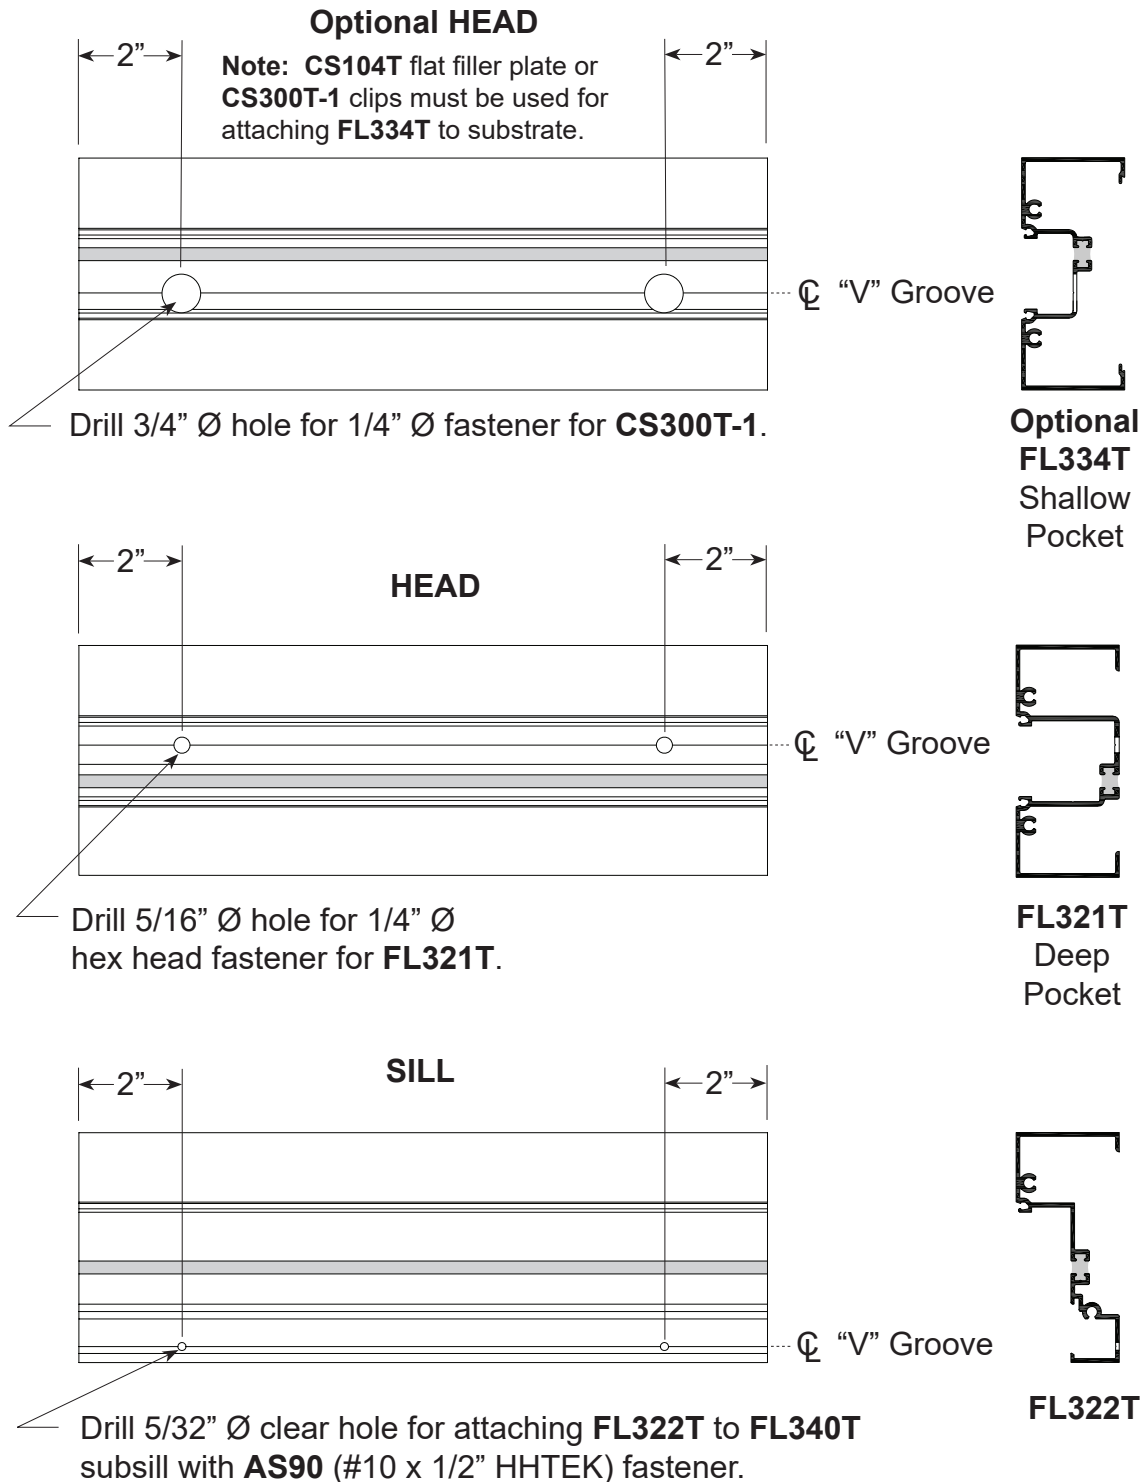 Optional HEAD
2”
2”
Note: CS104T flat filler plate or
CS300T-1 clips must be used for
attaching FL334T to substrate.
℄ “V” Groove
Drill 3/4” Ø hole for 1/4” Ø fastener for CS300T-1.
Optional
FL334T
Shallow
Pocket
2”
2”
HEAD
℄ “V” Groove
Drill 5/16” Ø hole for 1/4” Ø
hex head fastener for FL321T.
FL321T
Deep
Pocket
SILL
2”
2”
℄ “V” Groove
FL322T
Drill 5/32” Ø clear hole for attaching FL322T to FL340T
subsill with AS90 (#10 x 1/2” HHTEK) fastener.